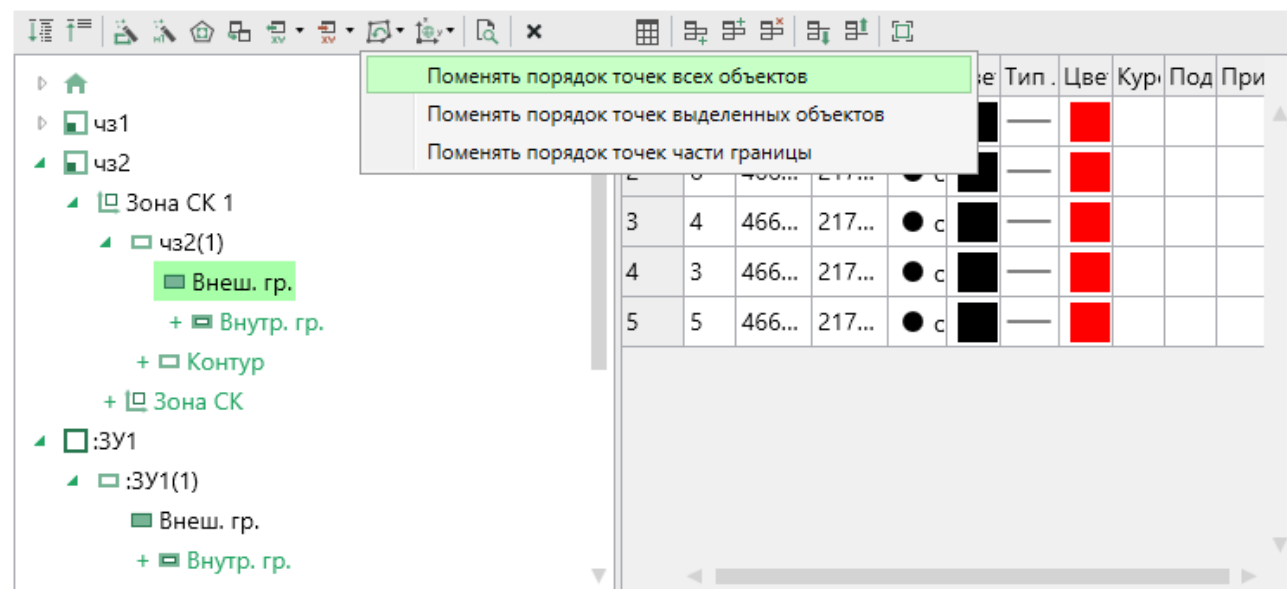 Поменять порядок точек всех объектов
Поменять порядок точек выделенных объектов
Поменять порядок точек части границы
Тип . Цве Кур Под При
чз1
чз2
Зона СК 1
чз2(1)
Внеш. гр.
+ Внутр. гр.
+ Контур
+ Зона СК
:ЗУ1
:ЗУ1(1)
Внеш. гр.
+ Внутр. гр.
3 4 466... 217... с
4 3 466... 217... с
5 5 466... 217... с